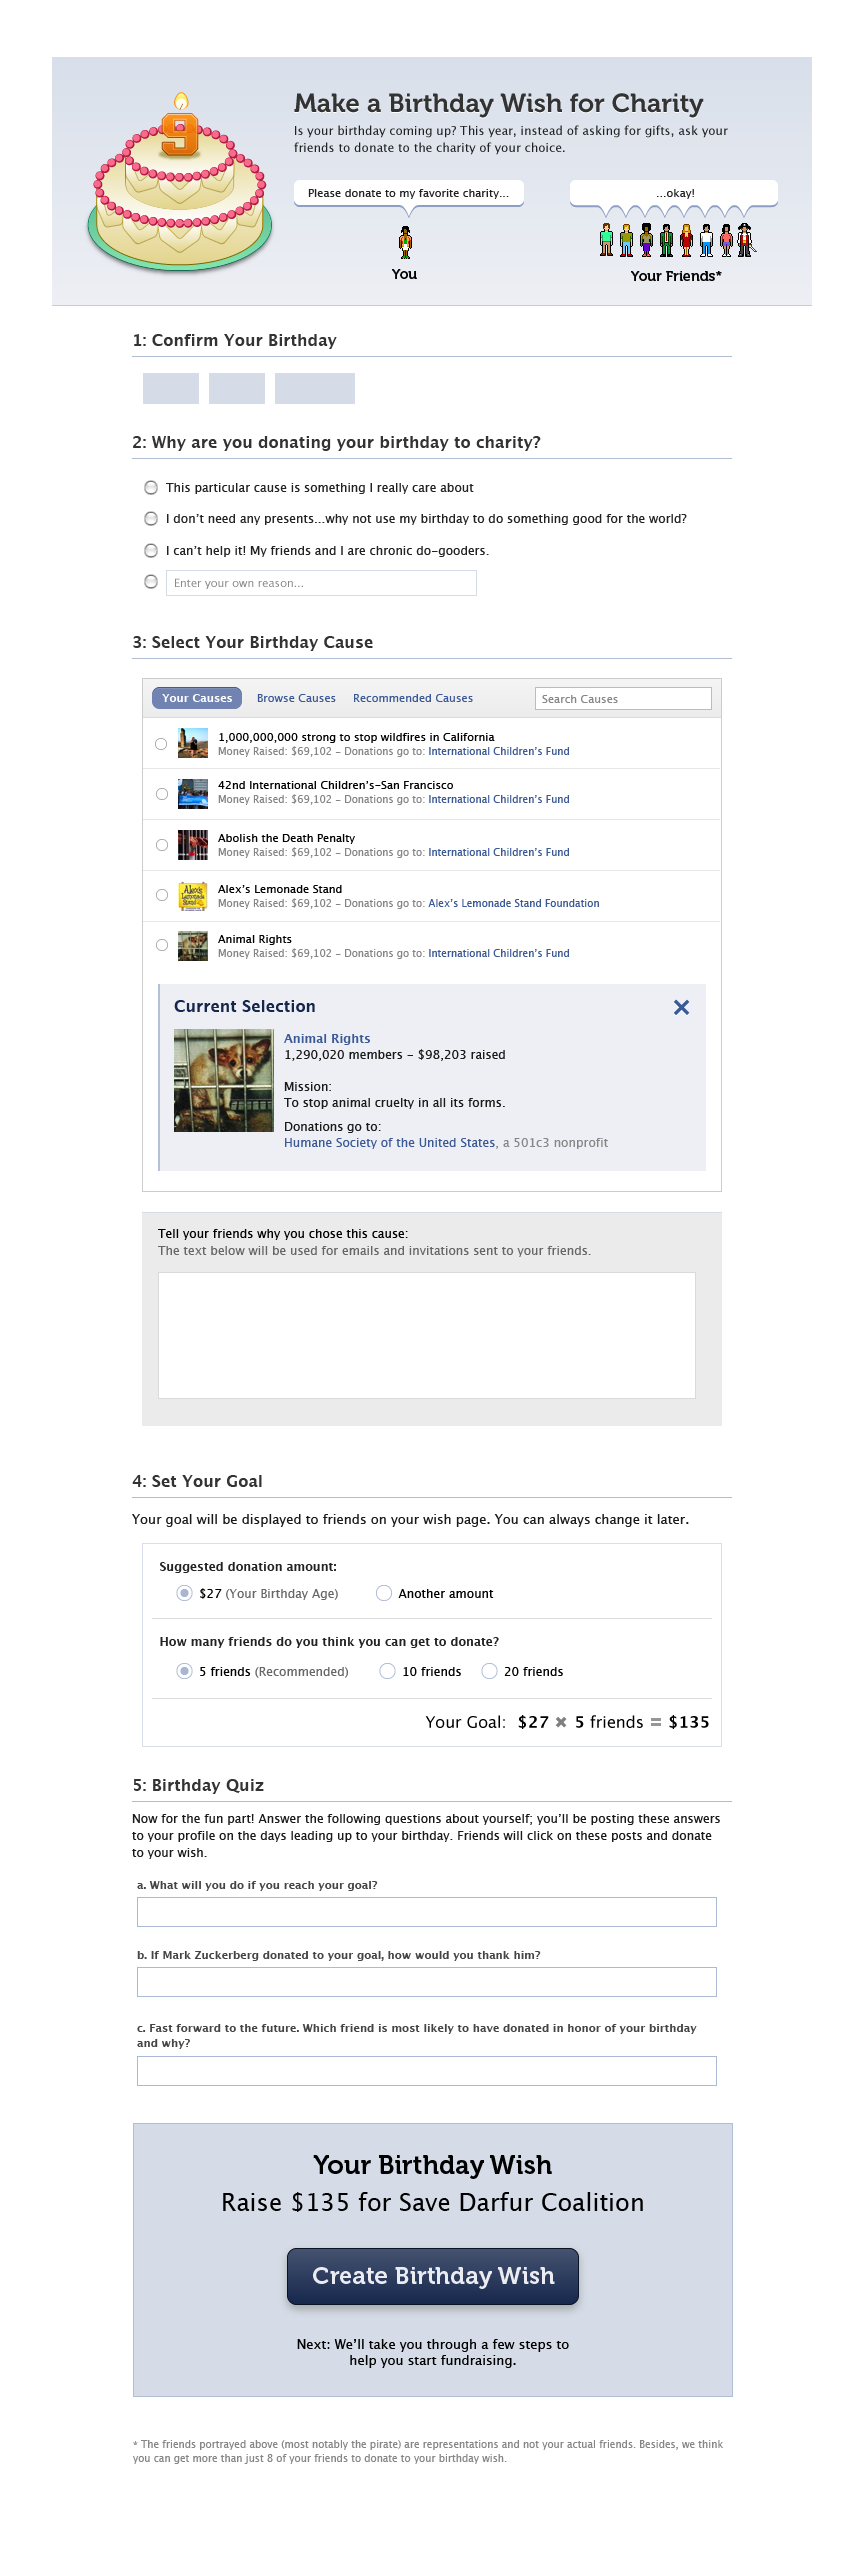 9
Make a Birthday Wish for Charity
Is your birthday coming up? This year, instead of asking for gifts, ask your
friends to donate to the charity of your choice.
Please donate to my favorite charity...
...okay!
You
Your Friends*
1: Confirm Your Birthday
2: Why are you donating your birthday to charity?
This particular cause is something I really care about
I don't need any presents...why not use my birthday to do something good for the world?
I can't help it! My friends and I are chronic do-gooders.
Enter your own reason...
3: Select Your Birthday Cause
Your Causes Browse Causes Recommended Causes Search Causes
1,000,000,000 strong to stop wildfires in California
Money Raised: $69,102 – Donations go to: International Children's Fund
42nd International Children's-San Francisco
Money Raised: $69,102 – Donations go to: International Children's Fund
Abolish the Death Penalty
Money Raised: $69,102 – Donations go to: International Children's Fund
Alex's
Lemonade
Stand
Alex's Lemonade Stand
Money Raised: $69,102 – Donations go to: Alex's Lemonade Stand Foundation
Animal Rights
Money Raised: $69,102 – Donations go to: International Children's Fund
Current Selection
Animal Rights
1,290,020 members – $98,203 raised
Mission:
To stop animal cruelty in all its forms.
Donations go to:
Humane Society of the United States, a 501c3 nonprofit
Tell your friends why you chose this cause:
The text below will be used for emails and invitations sent to your friends.
4: Set Your Goal
Your goal will be displayed to friends on your wish page. You can always change it later.
Suggested donation amount:
$27 (Your Birthday Age) Another amount
How many friends do you think you can get to donate?
5 friends (Recommended) 10 friends 20 friends
Your Goal: $27 × 5 friends = $135
5: Birthday Quiz
Now for the fun part! Answer the following questions about yourself; you'll be posting these answers
to your profile on the days leading up to your birthday. Friends will click on these posts and donate
to your wish.
a. What will you do if you reach your goal?
b. If Mark Zuckerberg donated to your goal, how would you thank him?
c. Fast forward to the future. Which friend is most likely to have donated in honor of your birthday
and why?
Your Birthday Wish
Raise $135 for Save Darfur Coalition
Create Birthday Wish
Next: We'll take you through a few steps to
help you start fundraising.
* The friends portrayed above (most notably the pirate) are representations and not your actual friends. Besides, we think
you can get more than just 8 of your friends to donate to your birthday wish.